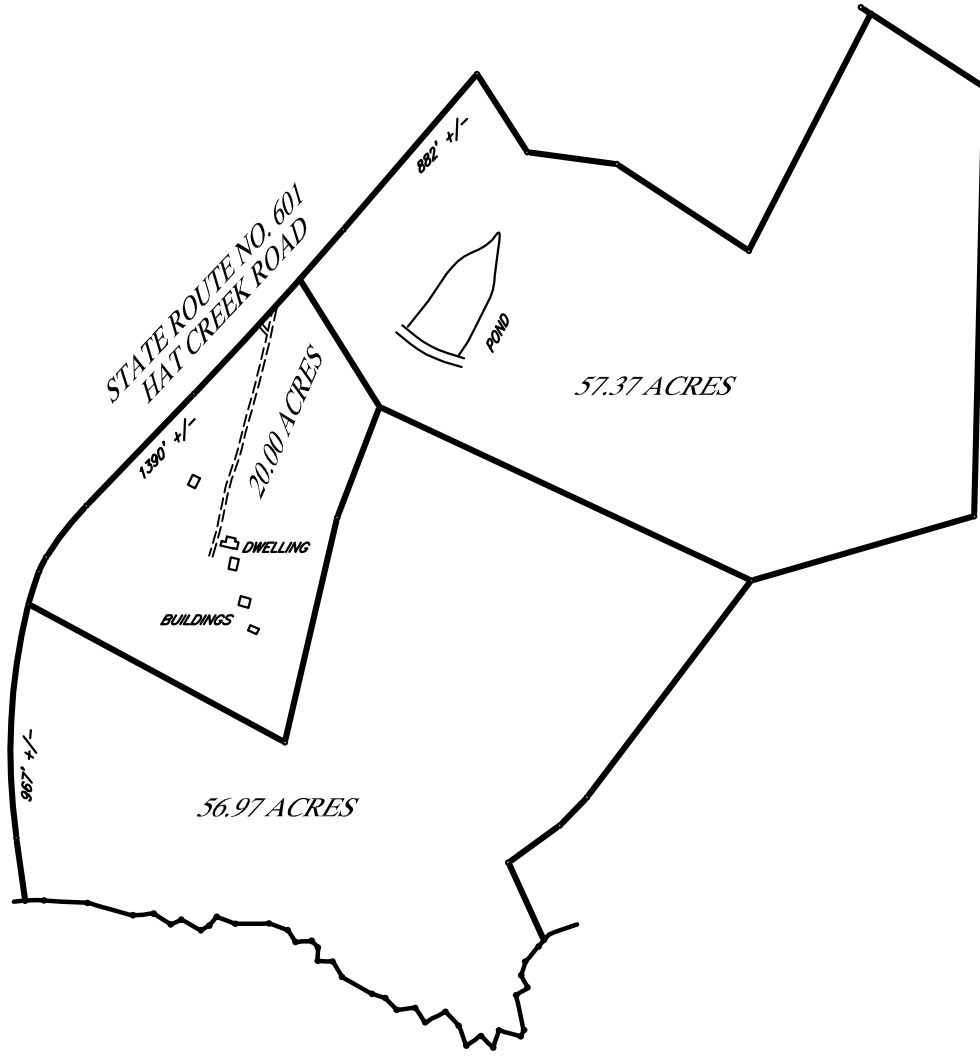 882' +/-
STATE ROUTE NO. 601
HAT CREEK ROAD
POND
57.37 ACRES
20.00 ACRES
1390' +/-
DWELLING
BUILDINGS
967' +/-
56.97 ACRES